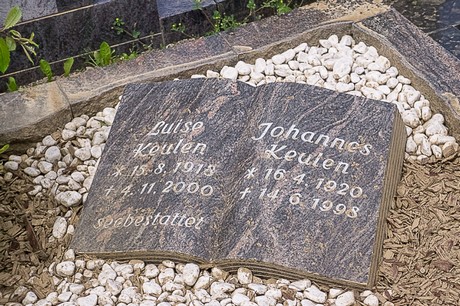 Luise
Keulen
* 15. 8. 1918
+ 4. 11. 2000
seebestattet
Johannes
Keulen
* 16. 4. 1920
+ 14. 6. 1998